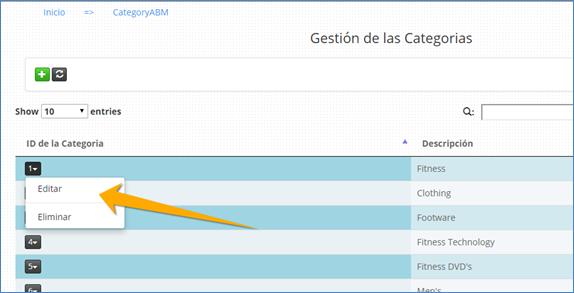 Inicio => CategoryABM
Gestión de las Categorias
Show 10 entries
ID de la Categoria Descripción
1 Fitness
Editar Clothing
Eliminar Footware
4 Fitness Technology
5 Fitness DVD's
6 Men's